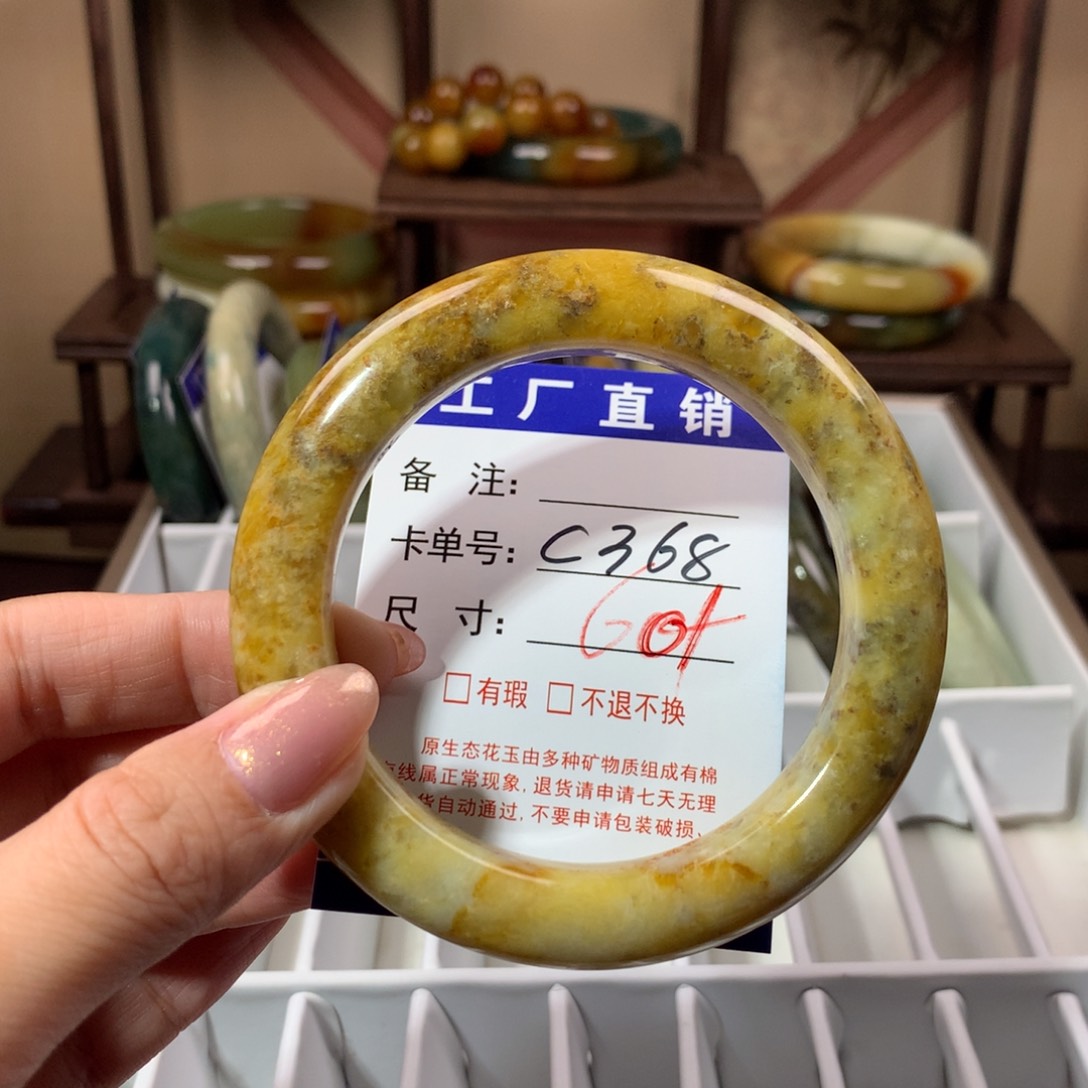 工厂直销
备 注:
卡单号: C368
尺 寸: 60+
□有瑕 □不退不换
原生态花玉由多种矿物质组成有棉
线属正常现象, 退货请申请七天无理
货自动通过, 不要申请包装破损、